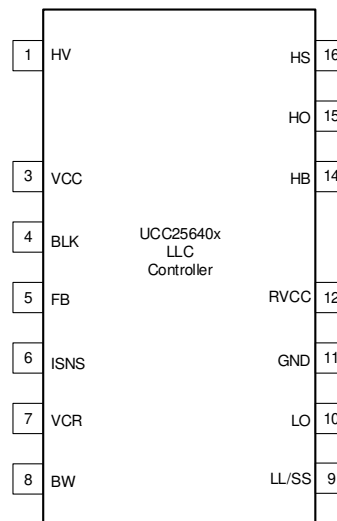 1 HV HS 16
HO 15
3 VCC HB 14
4 BLK
UCC25640x
LLC
Controller
5 FB RVCC 12
6 ISNS GND 11
7 VCR LO 10
8 BW LL/SS 9